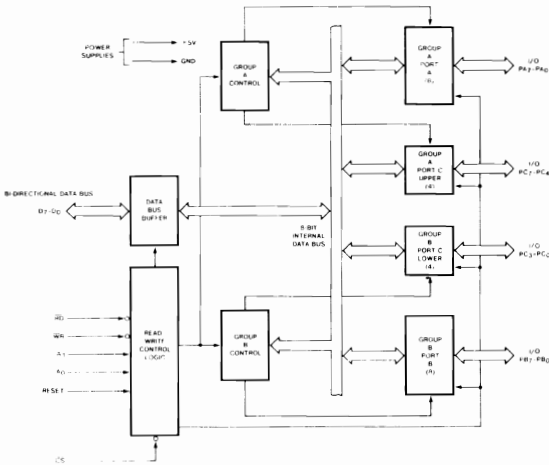 POWER
SUPPLIES
+5V
GND
GROUP
A
CONTROL
GROUP
A
PORT
A
(8)
I/O
PA7-PA0
GROUP
A
PORT C
UPPER
(4)
I/O
PC7-PC4
BI-DIRECTIONAL DATA BUS
D7-D0
DATA
BUS
BUFFER
8-BIT
INTERNAL
DATA BUS
GROUP
B
PORT C
LOWER
(4)
I/O
PC3-PC0
RD
WR
A1
A0
RESET
READ
WRITE
CONTROL
LOGIC
GROUP
B
CONTROL
GROUP
B
PORT
B
(8)
I/O
PB7-PB0
CS